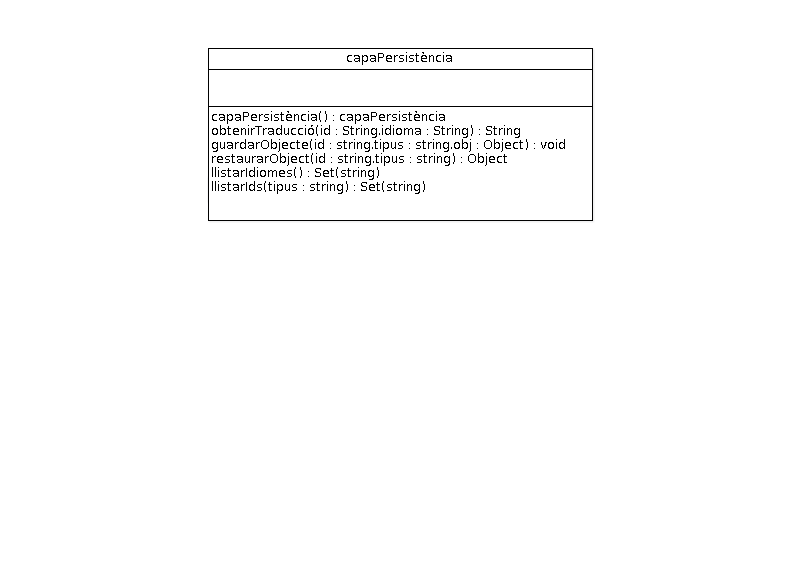 capaPersistència
capaPersistència() : capaPersistència
obtenirTraducció(id : String,idioma : String) : String
guardarObjecte(id : string,tipus : string,obj : Object) : void
restaurarObject(id : string,tipus : string) : Object
llistarIdiomes() : Set(string)
llistarIds(tipus : string) : Set(string)